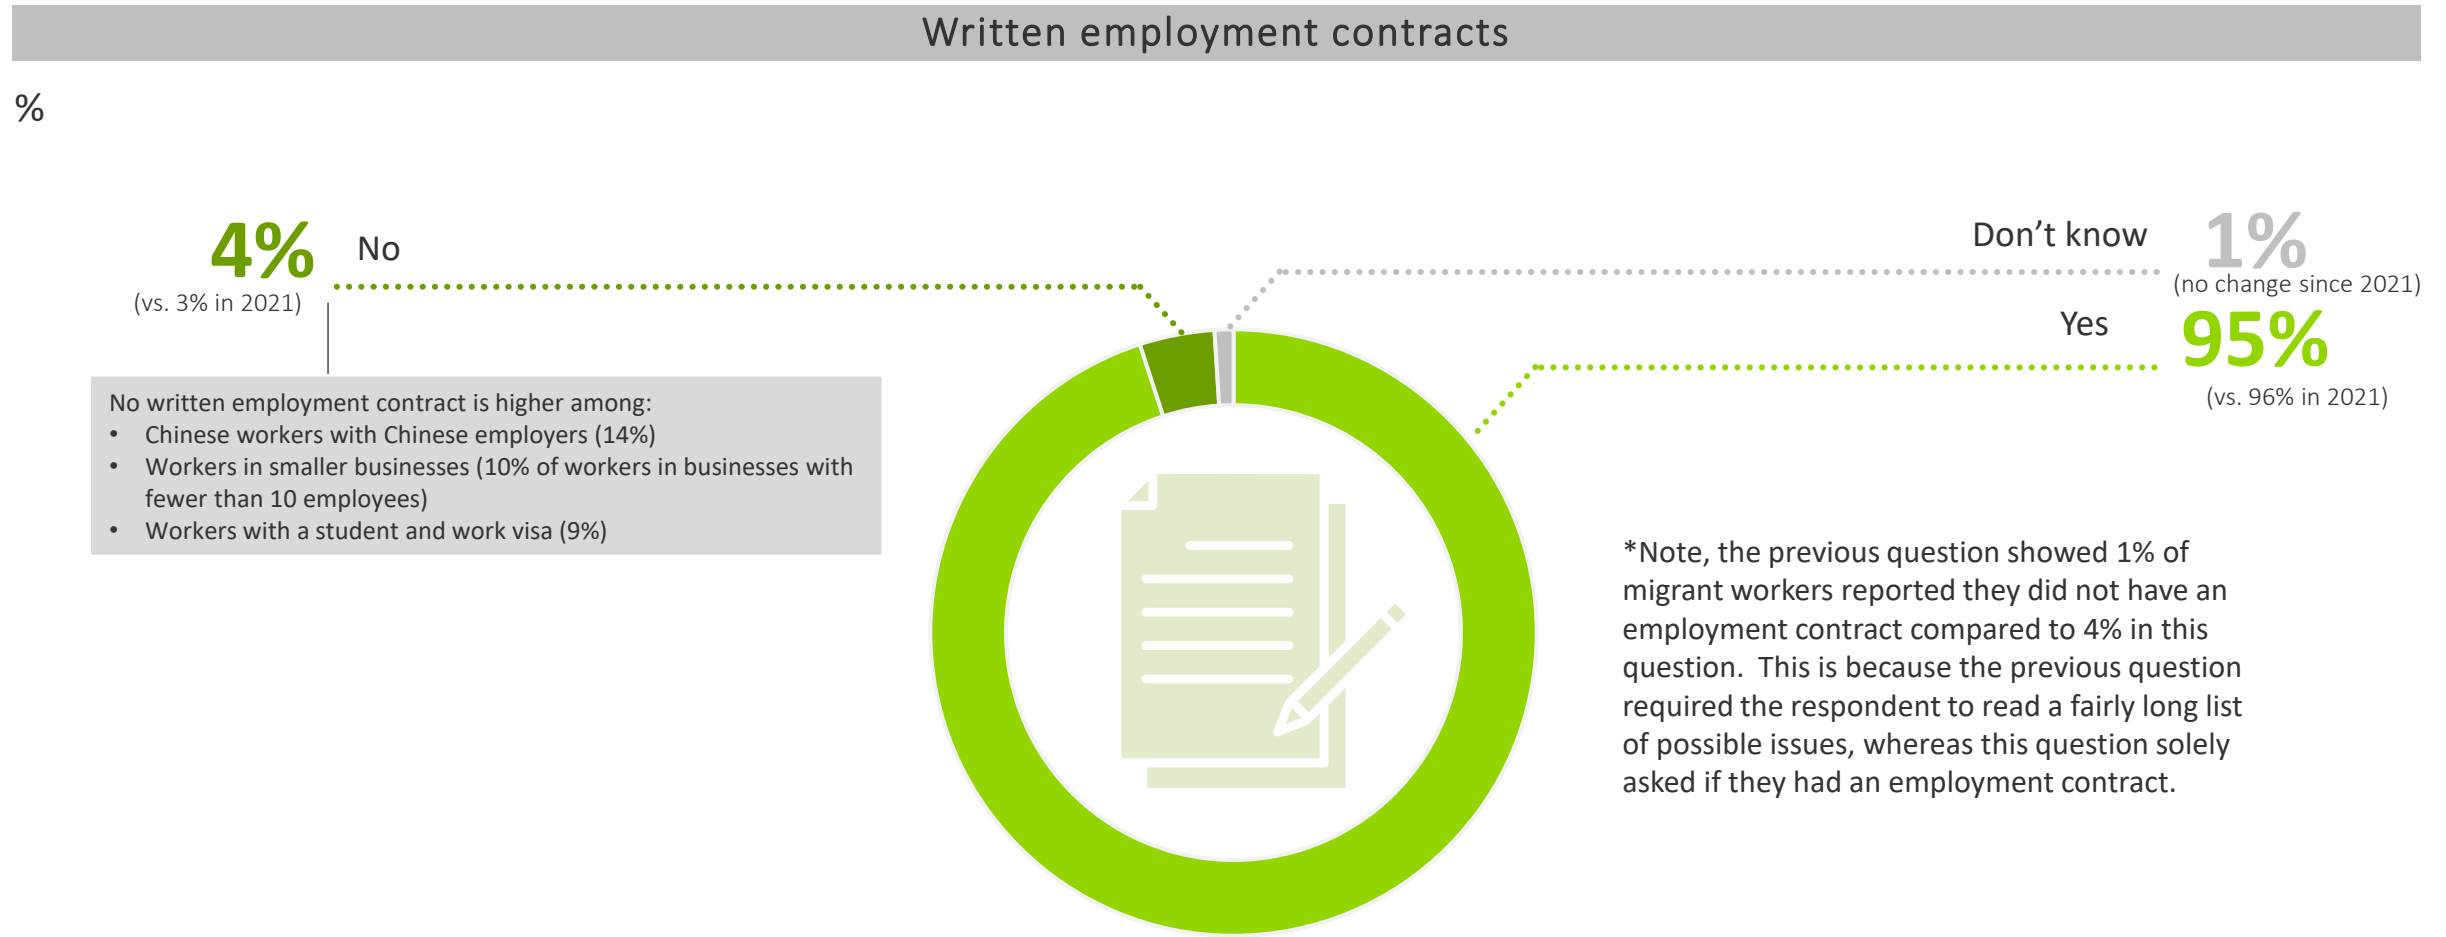 Written employment contracts
%
4% No
(vs. 3% in 2021)
No written employment contract is higher among:
• Chinese workers with Chinese employers (14%)
• Workers in smaller businesses (10% of workers in businesses with
fewer than 10 employees)
• Workers with a student and work visa (9%)
Don’t know 1%
(no change since 2021)
Yes 95%
(vs. 96% in 2021)
*Note, the previous question showed 1% of
migrant workers reported they did not have an
employment contract compared to 4% in this
question.  This is because the previous question
required the respondent to read a fairly long list
of possible issues, whereas this question solely
asked if they had an employment contract.